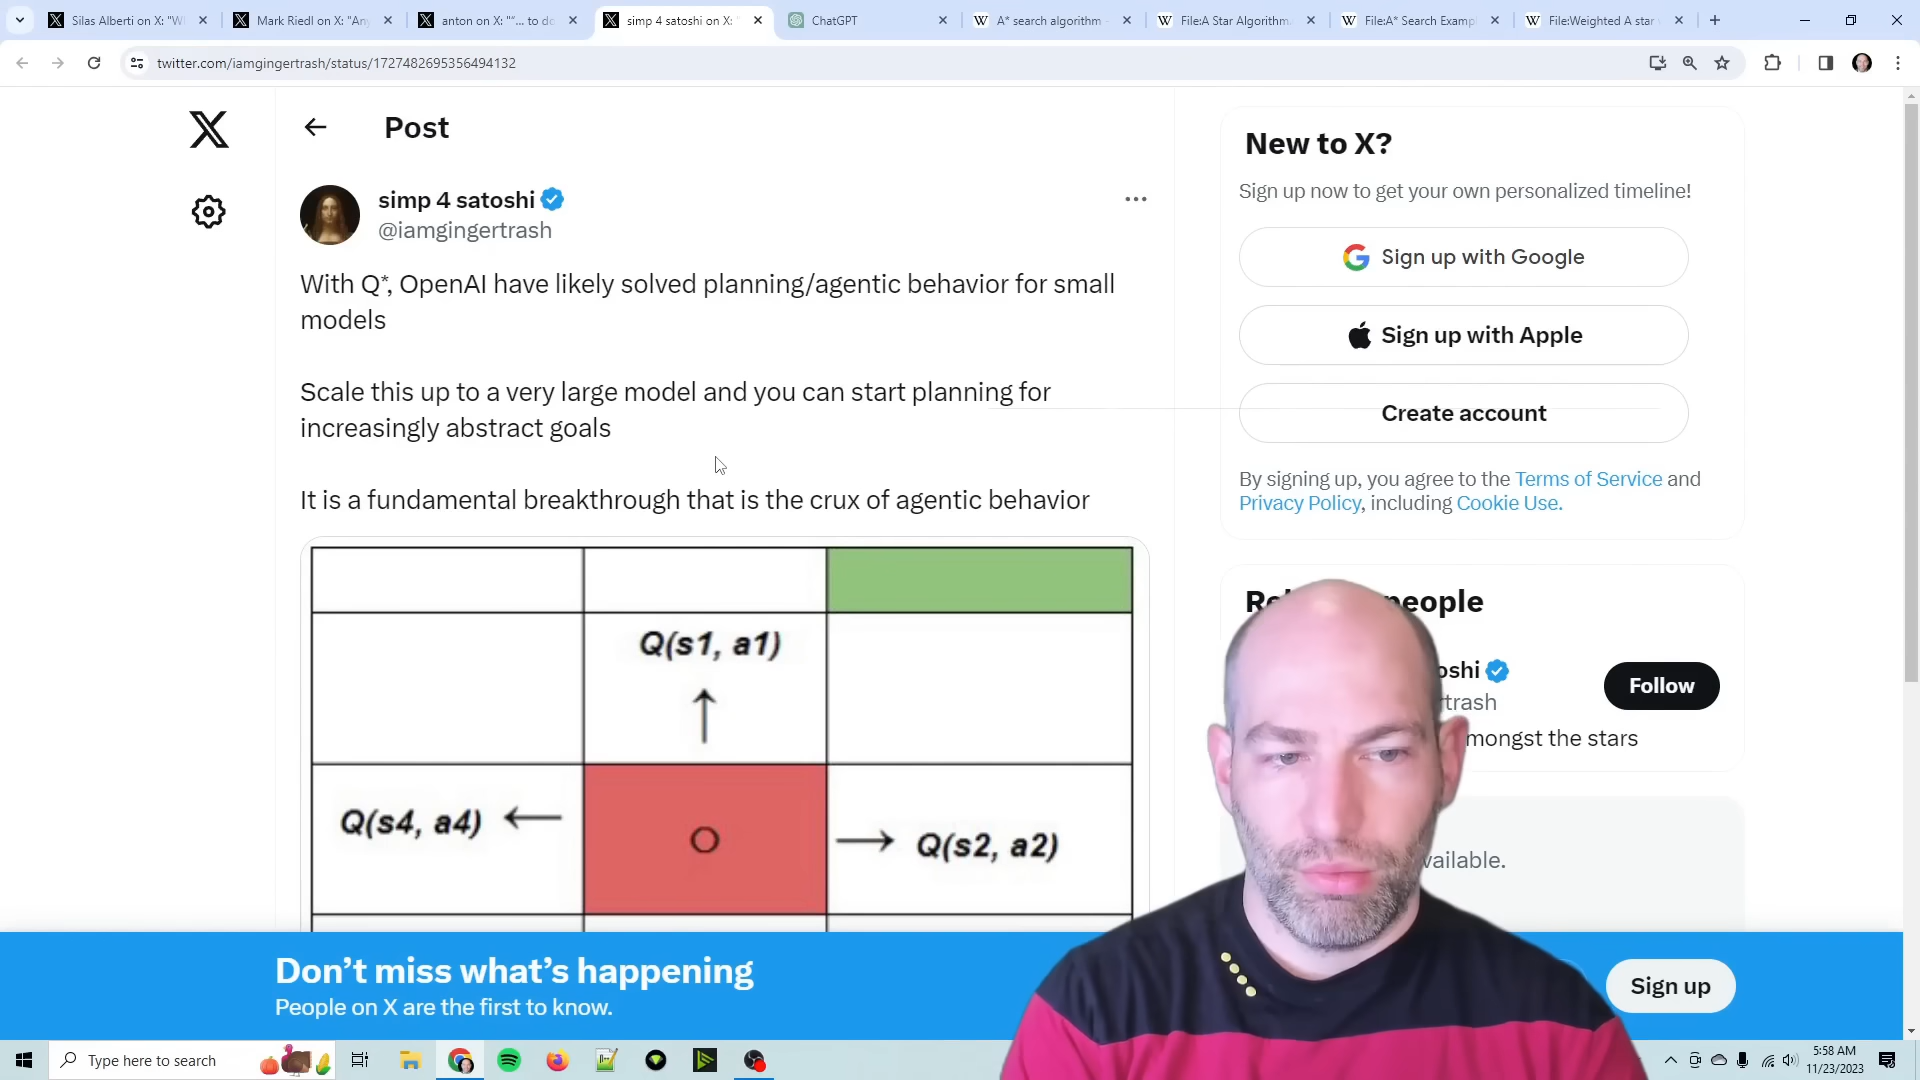 Silas Alberti on X: "W
Mark Riedl on X: "Any
anton on X: "“... to do
simp 4 satoshi on X: "
ChatGPT
A* search algorithm -
File:A Star Algorithm.
File:A* Search Examp
File:Weighted A star
twitter.com/iamgingertrash/status/1727482695356494132
Post
simp 4 satoshi
@iamgingertrash
With Q*, OpenAI have likely solved planning/agentic behavior for small
models
Scale this up to a very large model and you can start planning for
increasingly abstract goals
It is a fundamental breakthrough that is the crux of agentic behavior
Q(s1, a1)
Q(s4, a4)
O
Q(s2, a2)
New to X?
Sign up now to get your own personalized timeline!
Sign up with Google
Sign up with Apple
Create account
By signing up, you agree to the Terms of Service and
Privacy Policy, including Cookie Use.
people
oshi
trash
Follow
mongst the stars
vailable.
Don’t miss what’s happening
People on X are the first to know.
Sign up
Type here to search
5:58 AM
11/23/2023